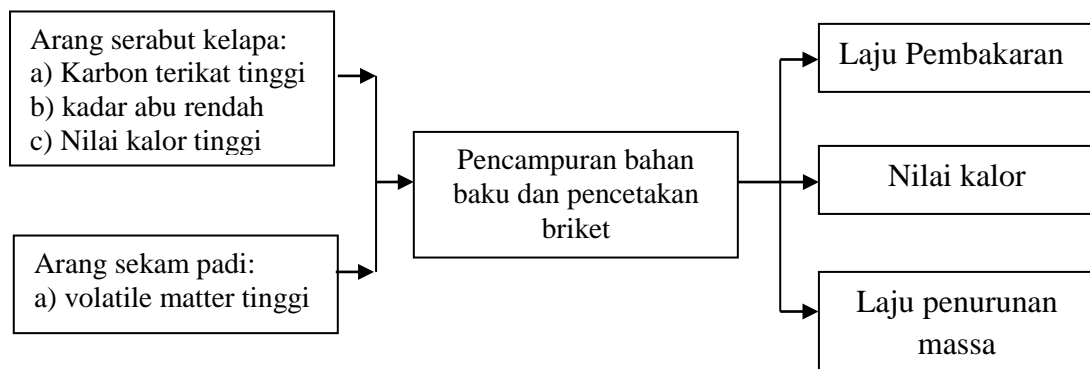 Arang serabut kelapa:
a) Karbon terikat tinggi
b) kadar abu rendah
c) Nilai kalor tinggi
Arang sekam padi:
a) volatile matter tinggi
Pencampuran bahan
baku dan pencetakan
briket
Laju Pembakaran
Nilai kalor
Laju penurunan
massa